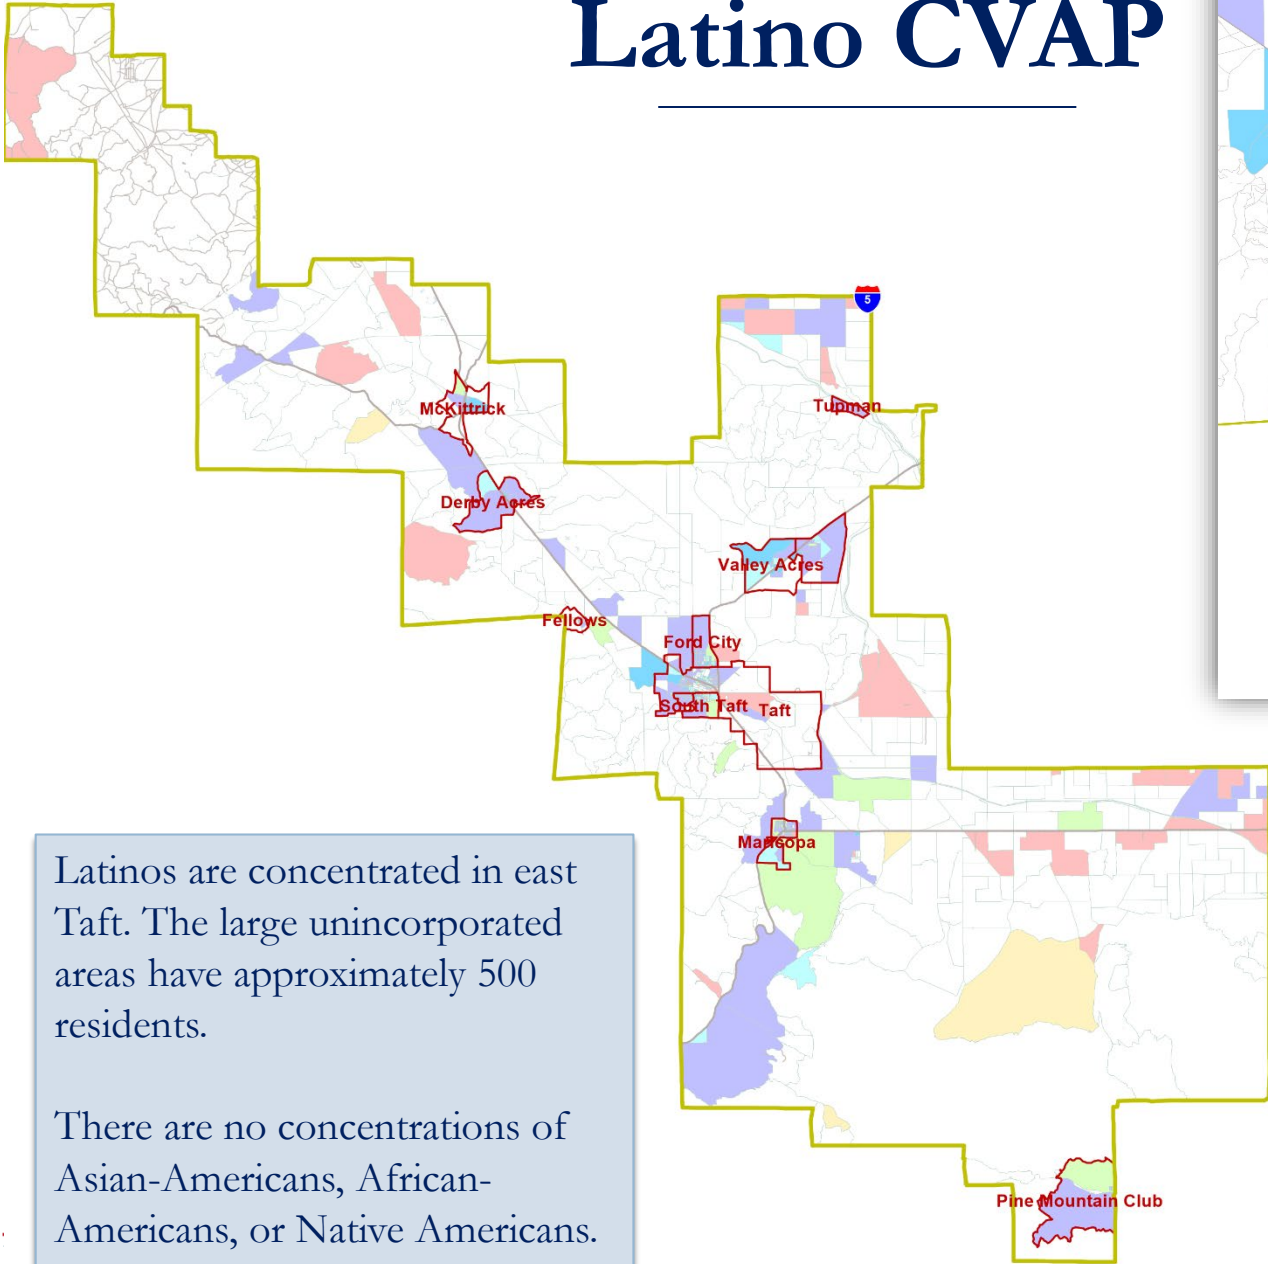 Latino CVAP
5
McKittrick
Tupman
Derby Acres
Valley Acres
Fellows
Ford City
South Taft
Taft
Maricopa
Latinos are concentrated in east
Taft. The large unincorporated
areas have approximately 500
residents.
There are no concentrations of
Asian-Americans, African-
Americans, or Native Americans.
Pine Mountain Club